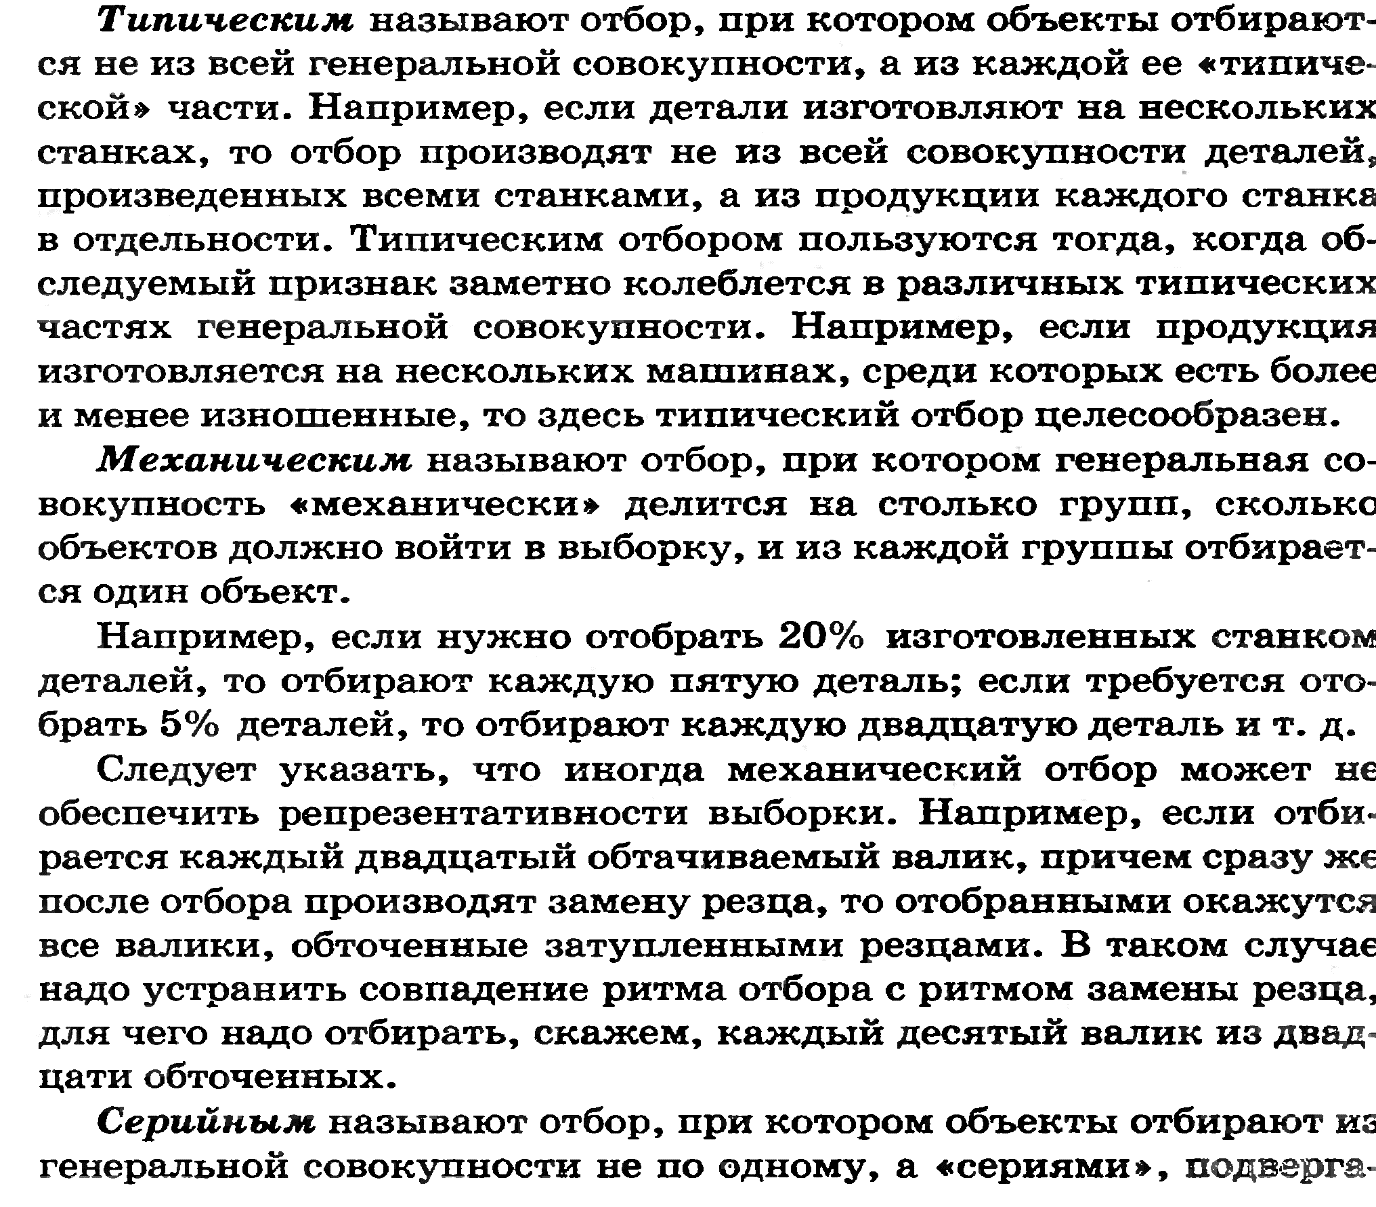 Типическим называют отбор, при котором объекты отбирают-
ся не из всей генеральной совокупности, а из каждой ее «типиче-
ской» части. Например, если детали изготовляют на нескольких
станках, то отбор производят не из всей совокупности деталей,
произведенных всеми станками, а из продукции каждого станка
в отдельности. Типическим отбором пользуются тогда, когда об-
следуемый признак заметно колеблется в различных типических
частях генеральной совокупности. Например, если продукция
изготовляется на нескольких машинах, среди которых есть более
и менее изношенные, то здесь типический отбор целесообразен.
Механическим называют отбор, при котором генеральная со-
вокупность «механически» делится на столько групп, сколько
объектов должно войти в выборку, и из каждой группы отбирает-
ся один объект.
Например, если нужно отобрать 20% изготовленных станком
деталей, то отбирают каждую пятую деталь; если требуется ото-
брать 5% деталей, то отбирают каждую двадцатую деталь и т. д.
Следует указать, что иногда механический отбор может не
обеспечить репрезентативности выборки. Например, если отби-
рается каждый двадцатый обтачиваемый валик, причем сразу же
после отбора производят замену резца, то отобранными окажутся
все валики, обточенные затупленными резцами. В таком случае
надо устранить совпадение ритма отбора с ритмом замены резца,
для чего надо отбирать, скажем, каждый десятый валик из двад-
цати обточенных.
Серийным называют отбор, при котором объекты отбирают из
генеральной совокупности не по одному, а «сериями», подверга-